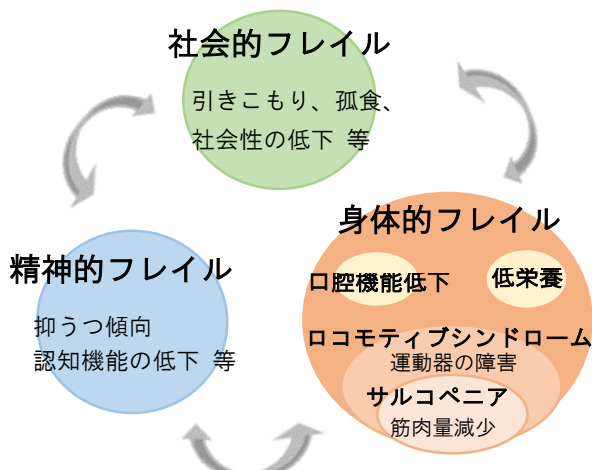 社会的フレイル
引きこもり、孤食、
社会性の低下 等
精神的フレイル
抑うつ傾向
認知機能の低下 等
身体的フレイル
口腔機能低下
低栄養
ロコモティブシンドローム
運動器の障害
サルコペニア
筋肉量減少